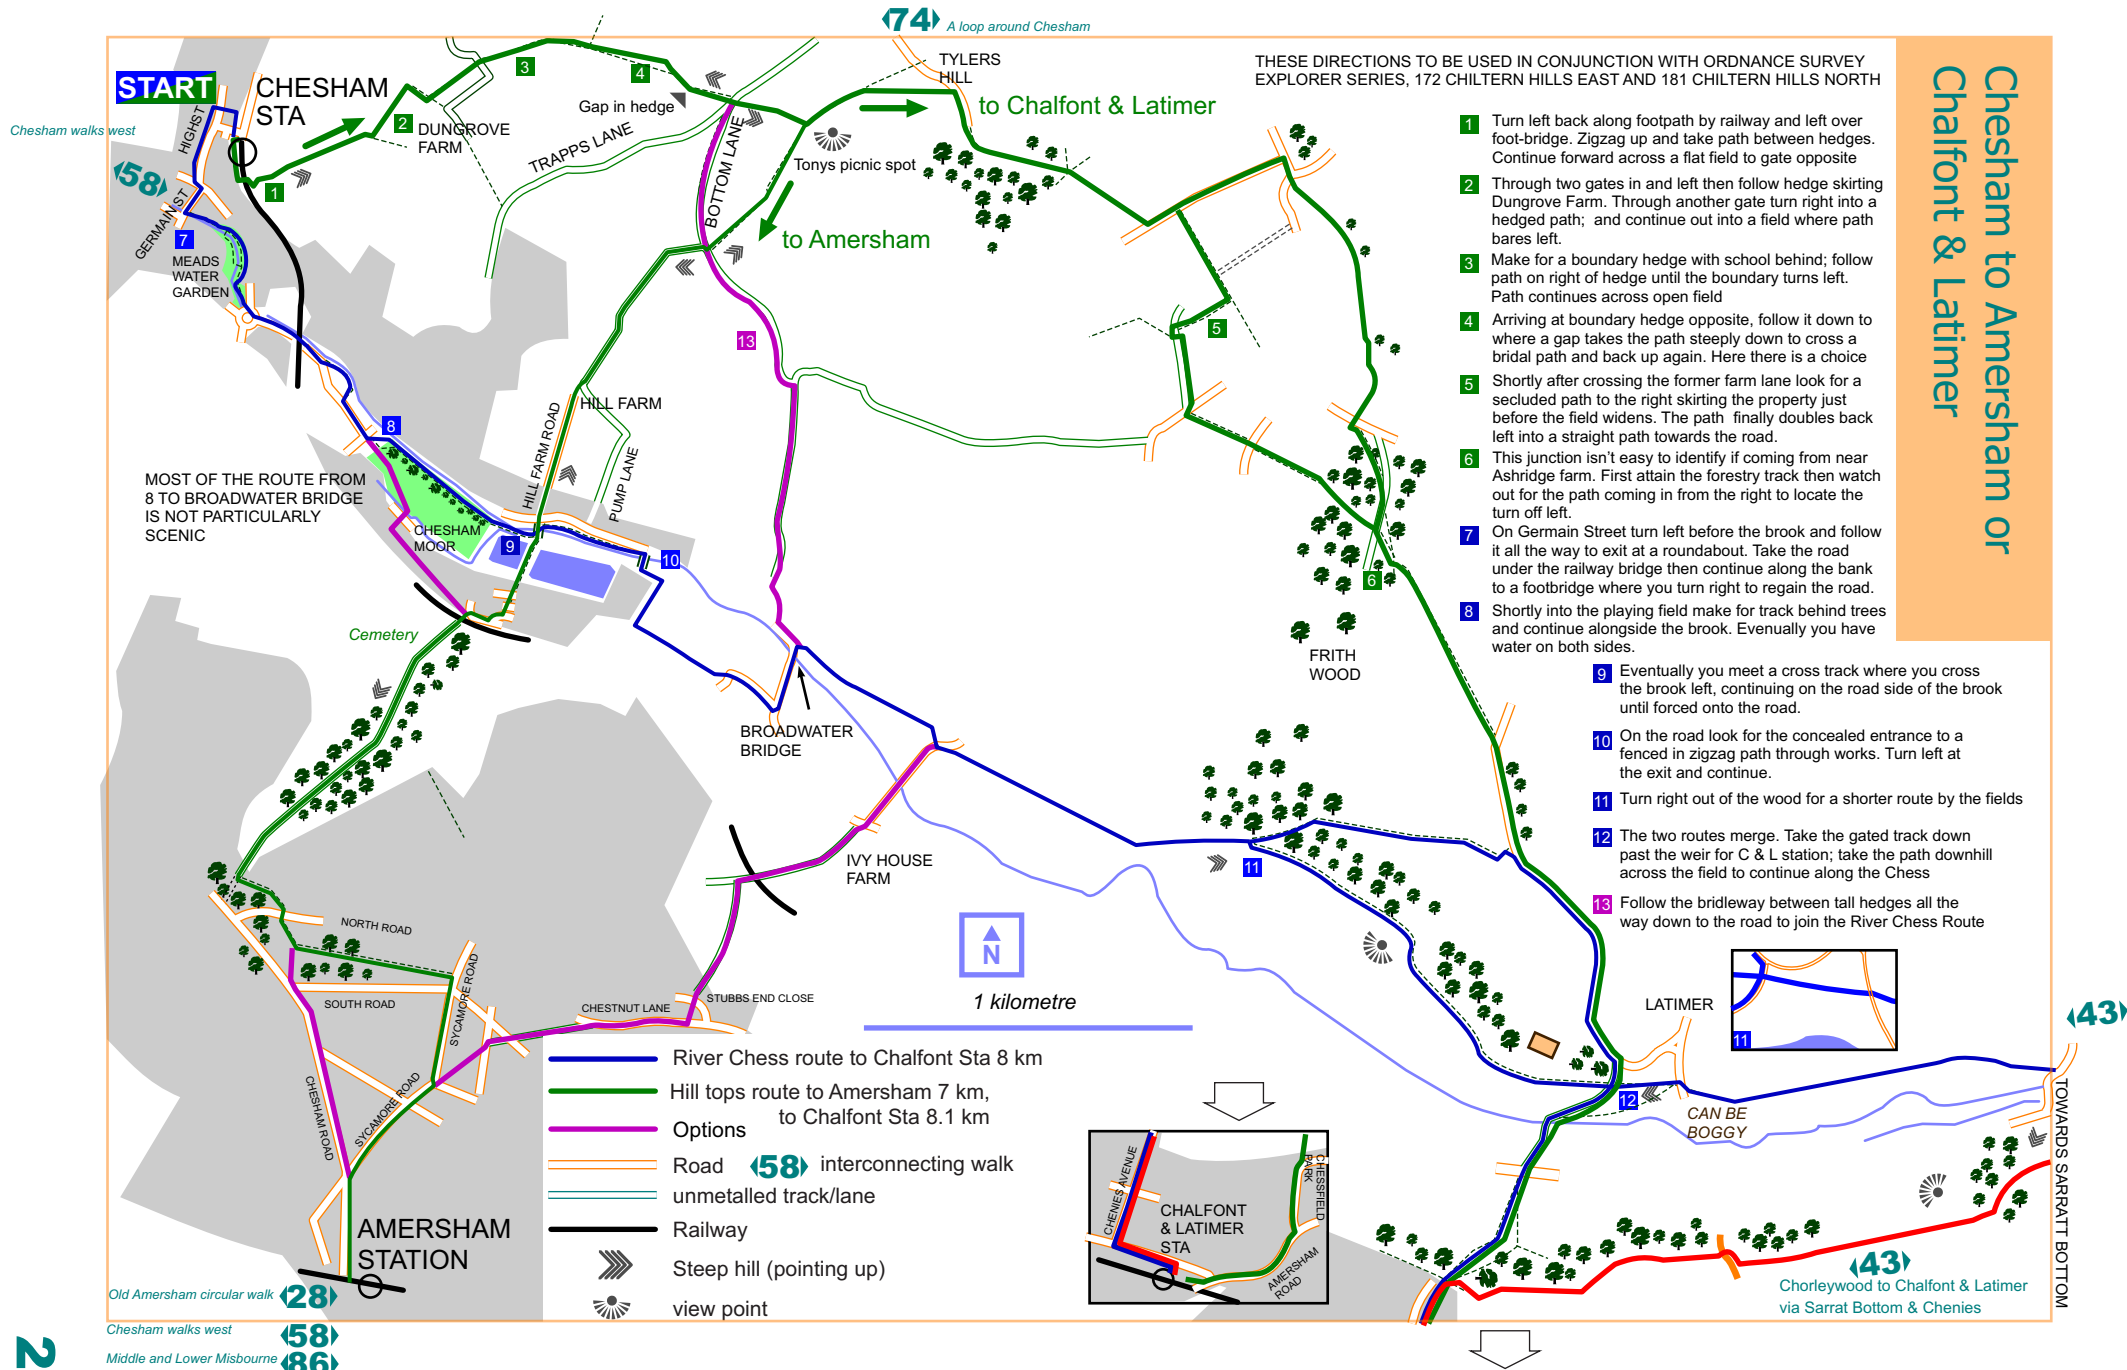 74 A loop around Chesham
THESE DIRECTIONS TO BE USED IN CONJUNCTION WITH ORDNANCE SURVEY
EXPLORER SERIES, 172 CHILTERN HILLS EAST AND 181 CHILTERN HILLS NORTH
Chesham to Amersham or
Chalfont & Latimer
START
CHESHAM
STA
HIGHST
Chesham walks west
58
GERMAIN ST
1
2
DUNGROVE
FARM
3
4
Gap in hedge
TRAPPS LANE
BOTTOM LANE
TYLERS
HILL
to Chalfont & Latimer
Tonys picnic spot
to Amersham
7
MEADS
WATER
GARDEN
13
5
8
HILL FARM
HILL FARM ROAD
PUMP LANE
MOST OF THE ROUTE FROM
8 TO BROADWATER BRIDGE
IS NOT PARTICULARLY
SCENIC
CHESHAM
MOOR
9
10
6
Cemetery
FRITH
WOOD
BROADWATER
BRIDGE
IVY HOUSE
FARM
11
N
1 kilometre
NORTH ROAD
SOUTH ROAD
SYCAMORE ROAD
CHESTNUT LANE
STUBBS END CLOSE
CHESHAM ROAD
SYCAMORE ROAD
AMERSHAM
STATION
LATIMER
11
12
CAN BE
BOGGY
43
TOWARDS SARRATT BOTTOM
1 Turn left back along footpath by railway and left over
foot-bridge. Zigzag up and take path between hedges.
Continue forward across a flat field to gate opposite
2 Through two gates in and left then follow hedge skirting
Dungrove Farm. Through another gate turn right into a
hedged path; and continue out into a field where path
bares left.
3 Make for a boundary hedge with school behind; follow
path on right of hedge until the boundary turns left.
Path continues across open field
4 Arriving at boundary hedge opposite, follow it down to
where a gap takes the path steeply down to cross a
bridal path and back up again. Here there is a choice
5 Shortly after crossing the former farm lane look for a
secluded path to the right skirting the property just
before the field widens. The path finally doubles back
left into a straight path towards the road.
6 This junction isn't easy to identify if coming from near
Ashridge farm. First attain the forestry track then watch
out for the path coming in from the right to locate the
turn off left.
7 On Germain Street turn left before the brook and follow
it all the way to exit at a roundabout. Take the road
under the railway bridge then continue along the bank
to a footbridge where you turn right to regain the road.
8 Shortly into the playing field make for track behind trees
and continue alongside the brook. Evenually you have
water on both sides.
9 Eventually you meet a cross track where you cross
the brook left, continuing on the road side of the brook
until forced onto the road.
10 On the road look for the concealed entrance to a
fenced in zigzag path through works. Turn left at
the exit and continue.
11 Turn right out of the wood for a shorter route by the fields
12 The two routes merge. Take the gated track down
past the weir for C & L station; take the path downhill
across the field to continue along the Chess
13 Follow the bridleway between tall hedges all the
way down to the road to join the River Chess Route
River Chess route to Chalfont Sta 8 km
Hill tops route to Amersham 7 km,
to Chalfont Sta 8.1 km
Options
Road
58 interconnecting walk
unmetalled track/lane
Railway
Steep hill (pointing up)
view point
CHENIES AVENUE
CHALFONT
& LATIMER
STA
CHESSFIELD
PARK
AMERSHAM
ROAD
43
Chorleywood to Chalfont & Latimer
via Sarrat Bottom & Chenies
Old Amersham circular walk 28
Chesham walks west 58
Middle and Lower Misbourne 86
2